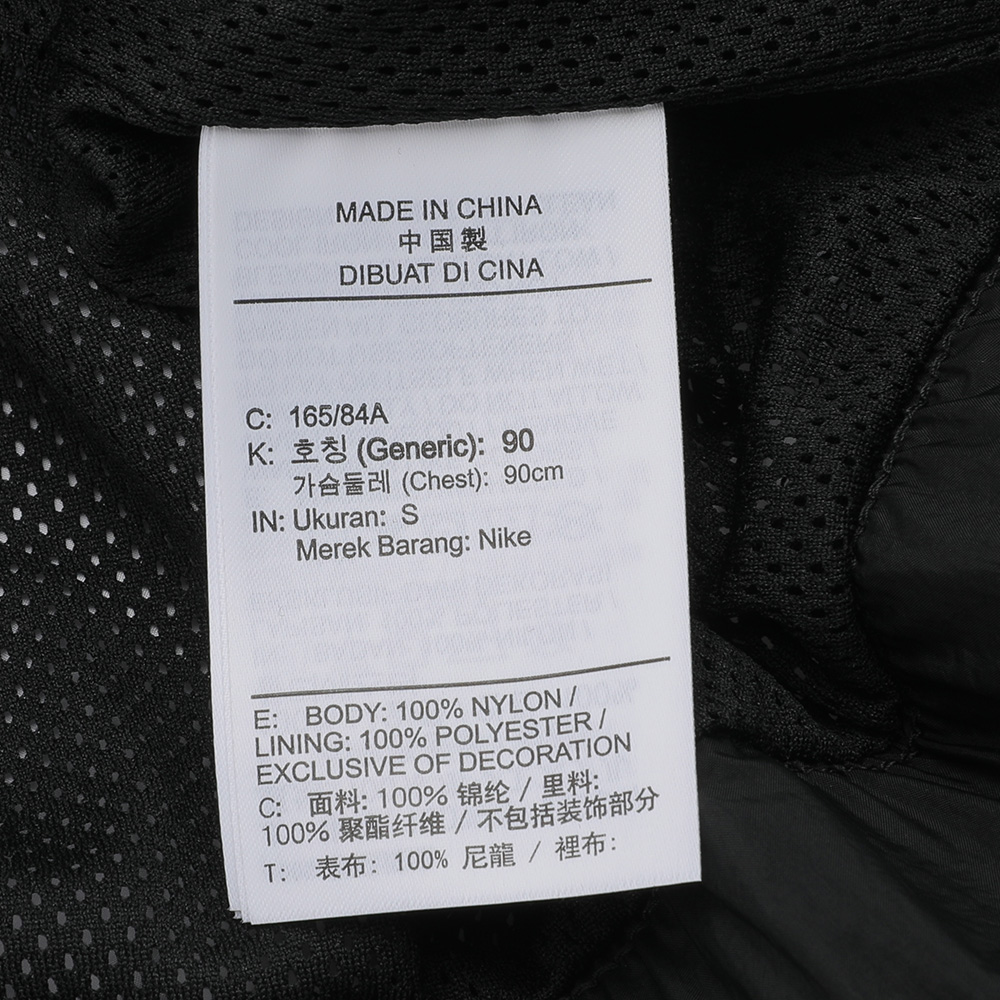 MADE IN CHINA
中国製
DIBUAT DI CINA
C: 165/84A
K: 호칭 (Generic): 90
가슴둘레 (Chest): 90cm
IN: Ukuran: S
Merek Barang: Nike
E: BODY: 100% NYLON /
LINING: 100% POLYESTER /
EXCLUSIVE OF DECORATION
C: 面料: 100% 锦纶 / 里料:
100% 聚酯纤维 / 不包括装饰部分
T: 表布: 100% 尼龍 / 裡布: